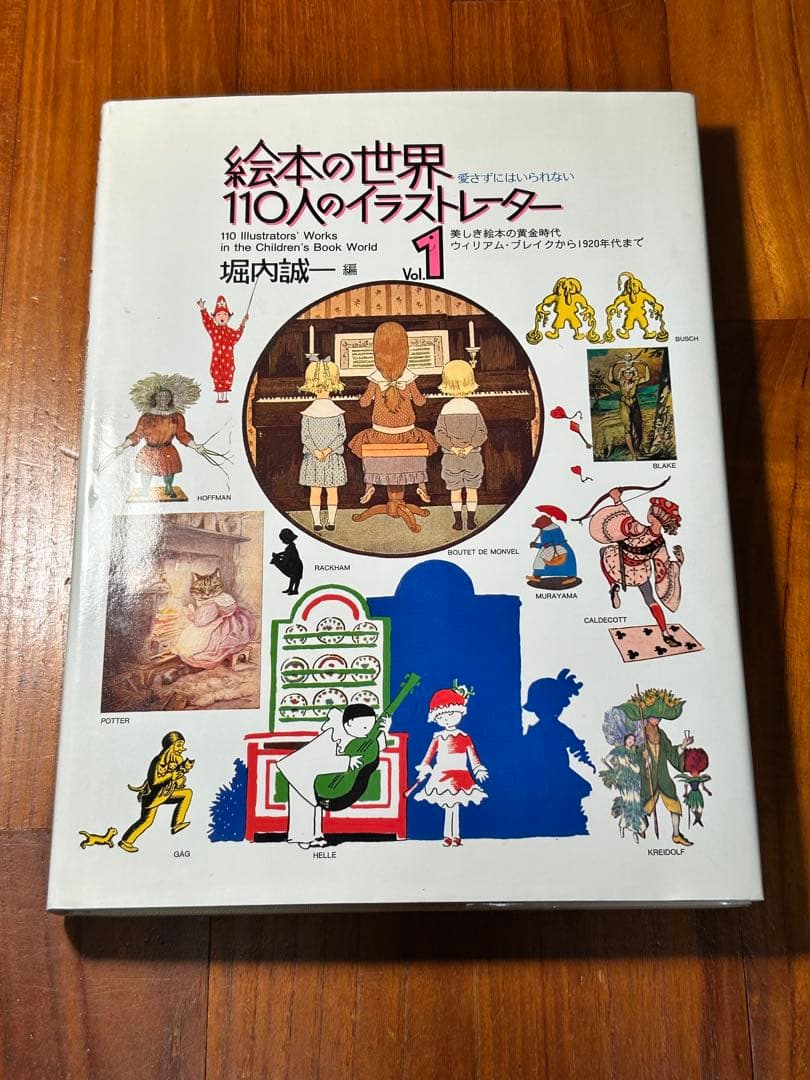 絵本の世界
愛さずにはいられない
110人のイラストレーター
110 Illustrators' Works
in the Children's Book World
堀内誠一 編
Vol.1
美しき絵本の黄金時代
ウィリアム・ブレイクから1920年代まで
BUSCH
BLAKE
HOFFMAN
BOUTET DE MONVEL
RACKHAM
MURAYAMA
CALDECOTT
POTTER
GÁG
HELLE
KREIDOLF